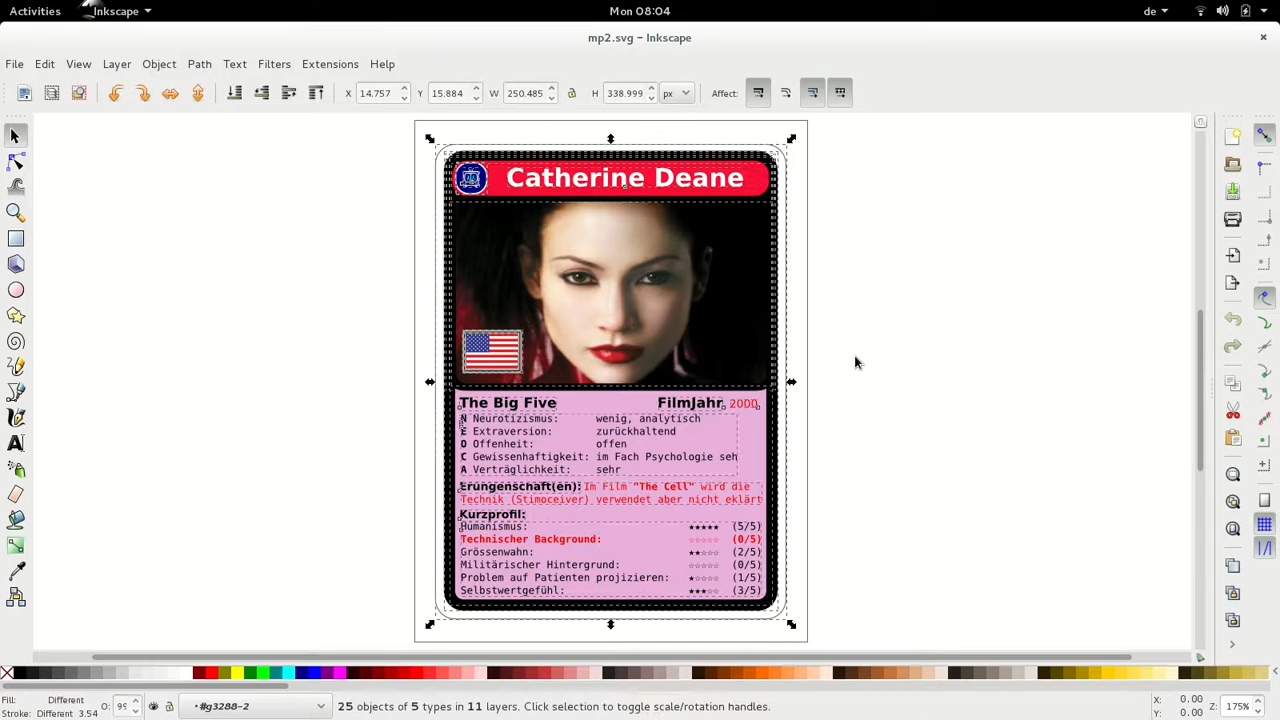 Activities Inkscape Mon 08:04 de
mp2.svg – Inkscape
File Edit View Layer Object Path Text Filters Extensions Help
X 14.757 Y 15.884 W 250.485 H 338.999 px Affect:
Catherine Deane
The Big Five FilmJahr 2000
N Neurotizismus: wenig, analytisch
E Extraversion: zurückhaltend
O Offenheit: offen
C Gewissenhaftigkeit: im Fach Psychologie seh
A Verträglichkeit: sehr
Erungenschaft(en): Im Film "The Cell" wird die
Technik (Stimoceiver) verwendet aber nicht eklärt
Kurzprofil:
Humanismus: ★★★★★ (5/5)
Technischer Background: ☆☆☆☆☆ (0/5)
Grössenwahn: ★★☆☆☆ (2/5)
Militärischer Hintergrund: ☆☆☆☆☆ (0/5)
Problem auf Patienten projizieren: ★☆☆☆☆ (1/5)
Selbstwertgefühl: ★★★☆☆ (3/5)
Fill: Different
Stroke: Different 3.54
O: 99
#g3288-2
25 objects of 5 types in 11 layers. Click selection to toggle scale/rotation handles.
X: 0.00
Y: 0.00
Z: 175%